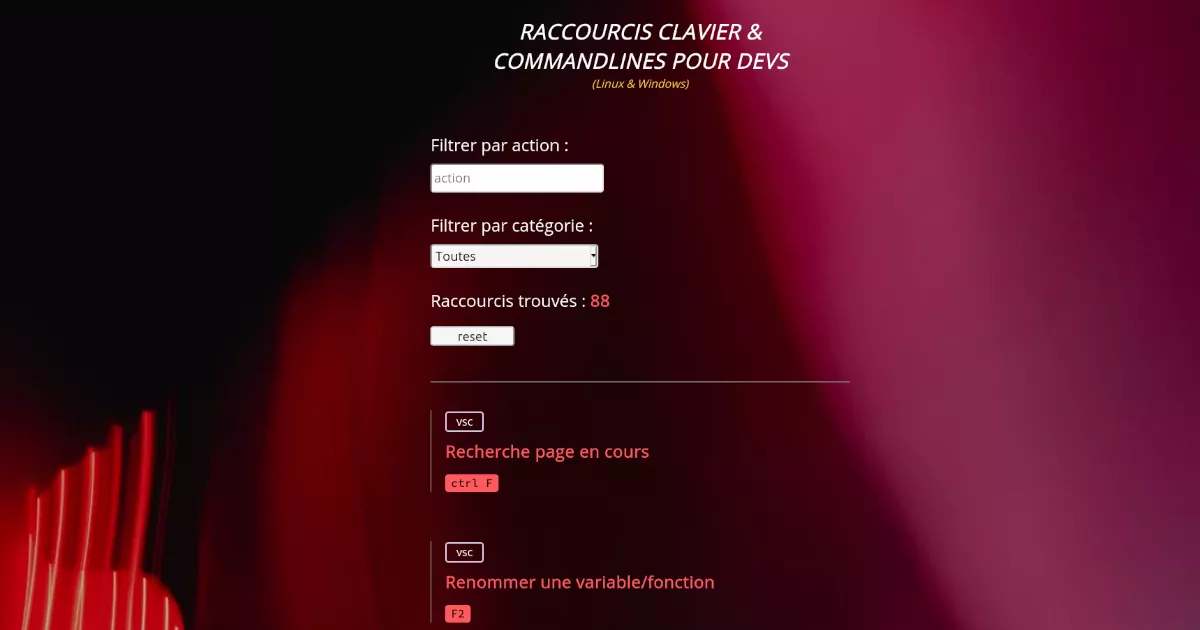 RACCOURCIS CLAVIER &
COMMANDLINES POUR DEVS
(Linux & Windows)
Filtrer par action :
action
Filtrer par catégorie :
Toutes
Raccourcis trouvés : 88
reset
vsc
Recherche page en cours
ctrl F
vsc
Renommer une variable/fonction
F2